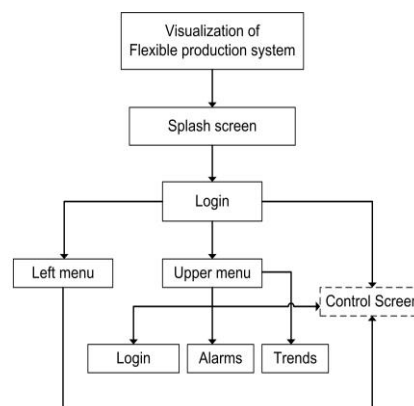 Visualization of
Flexible production system
Splash screen
Login
Left menu
Upper menu
Control Screen
Login
Alarms
Trends